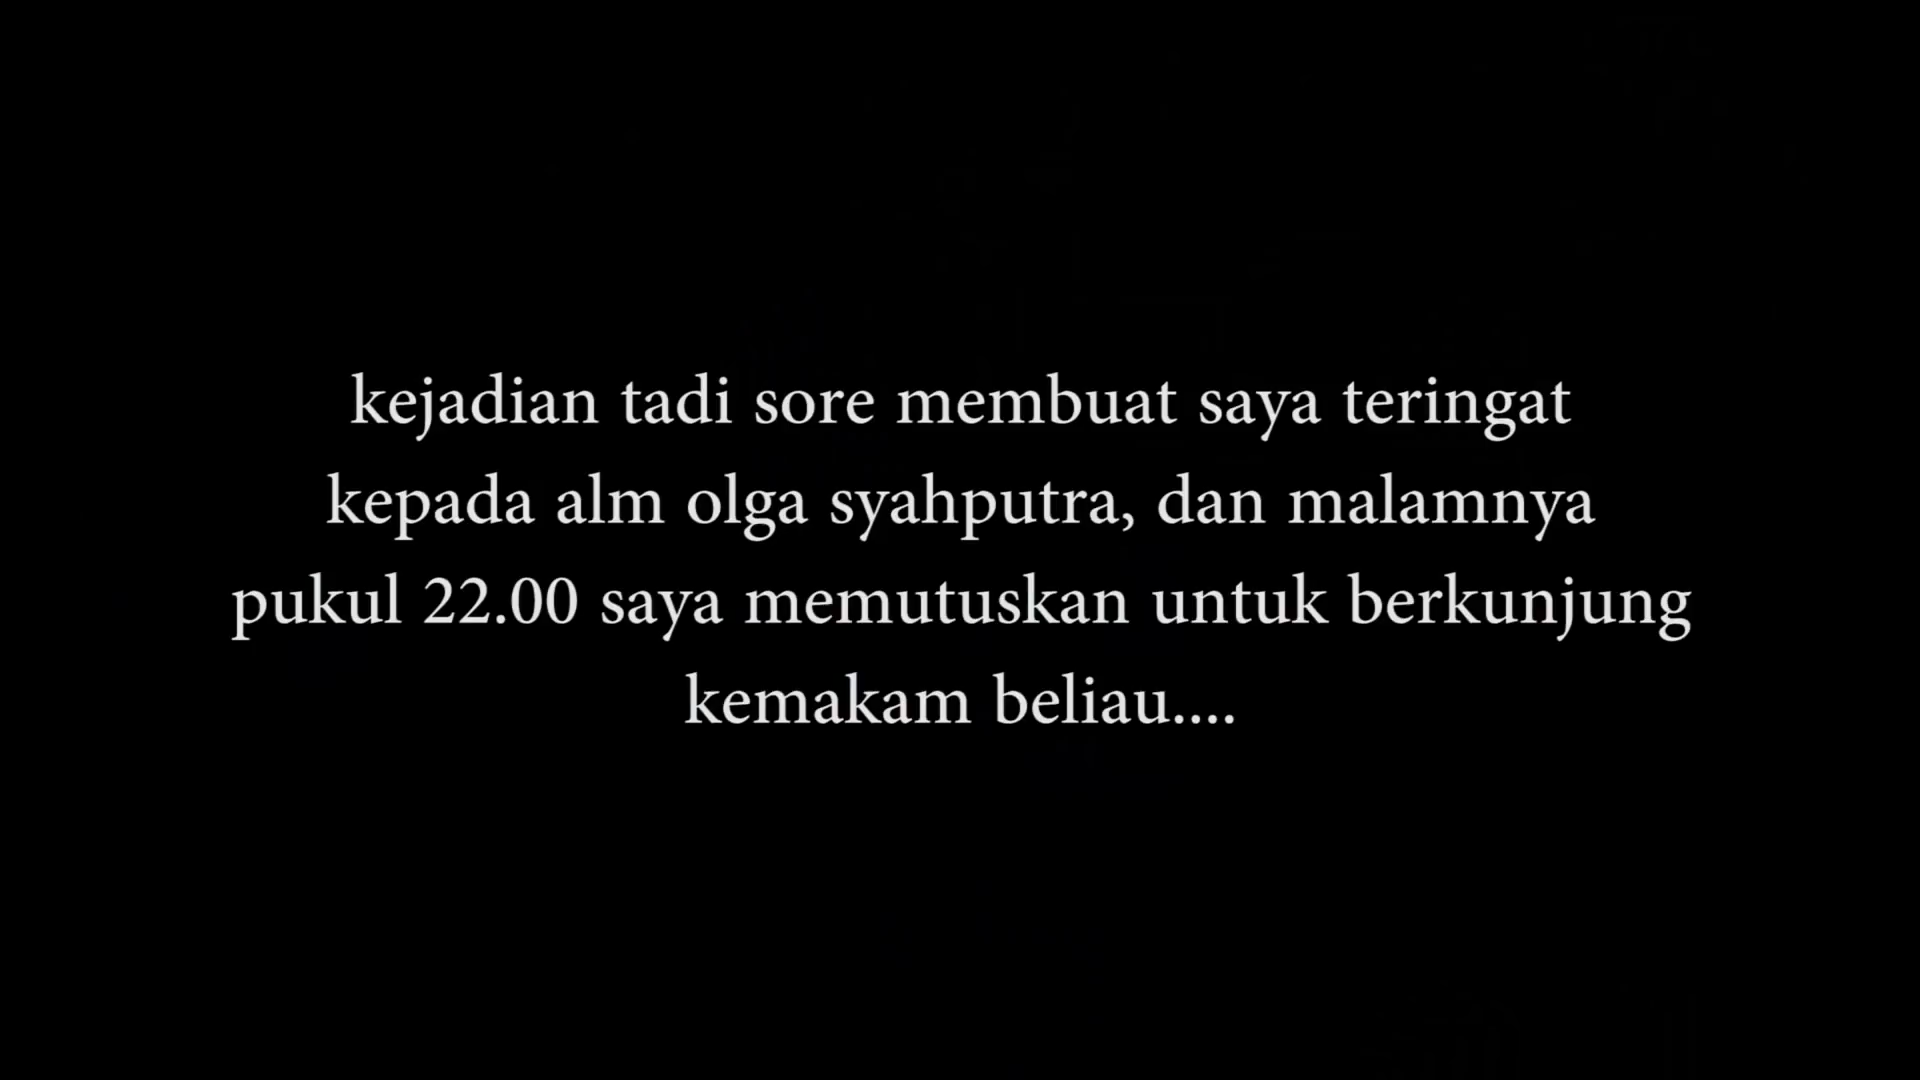 kejadian tadi sore membuat saya teringat
kepada alm olga syahputra, dan malamnya
pukul 22.00 saya memutuskan untuk berkunjung
kemakam beliau....